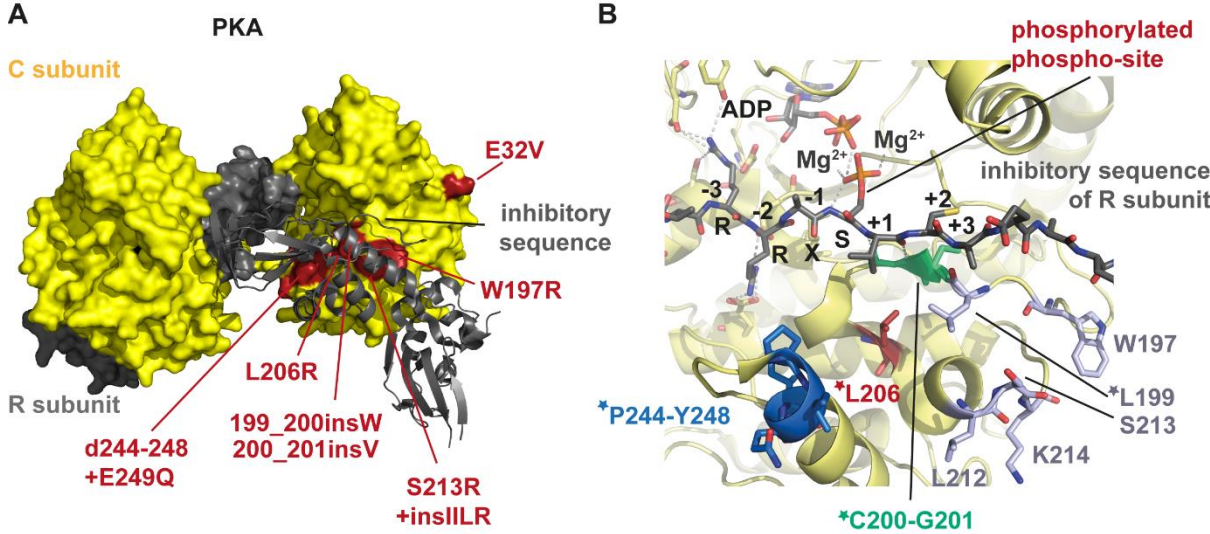 A
PKA
C subunit
E32V
inhibitory
sequence
W197R
L206R
R subunit
199_200insW
200_201insV
d244-248
+E249Q
S213R
+insIILR
B
phosphorylated
phospho-site
ADP
Mg2+
Mg2+
inhibitory sequence
of R subunit
-3
-2
-1
+1
+2
+3
R
R
X
S
W197
*L199
S213
K214
L212
*L206
*P244-Y248
*C200-G201